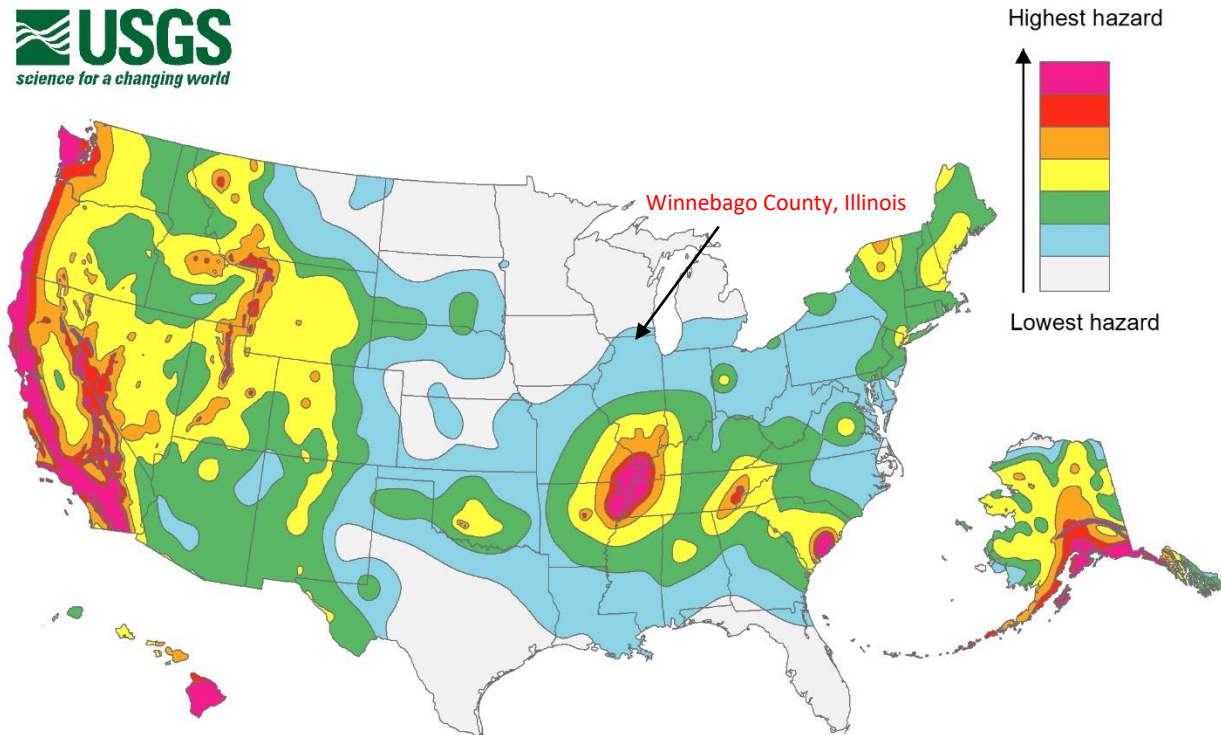 USGS
science for a changing world
Highest hazard
Winnebago County, Illinois
Lowest hazard